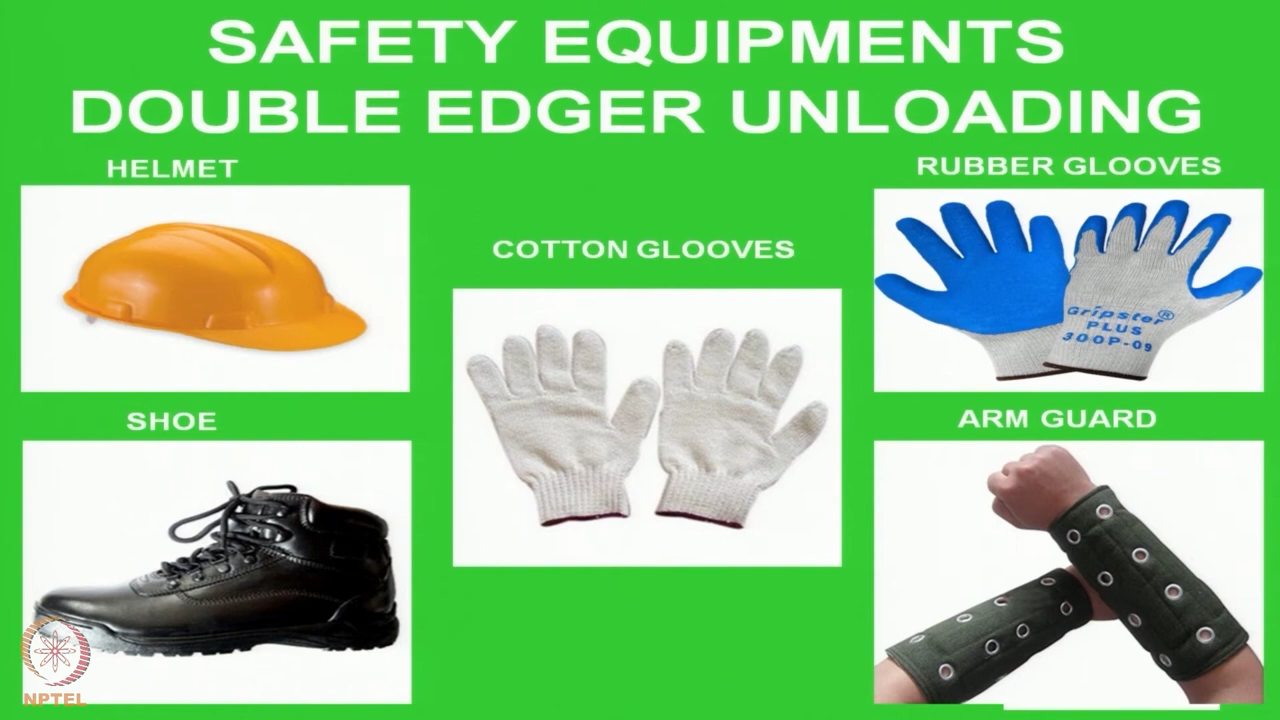 SAFETY EQUIPMENTS
DOUBLE EDGER UNLOADING
HELMET
RUBBER GLOOVES
COTTON GLOOVES
Gripster®
PLUS
300P-09
SHOE
ARM GUARD
NPTEL